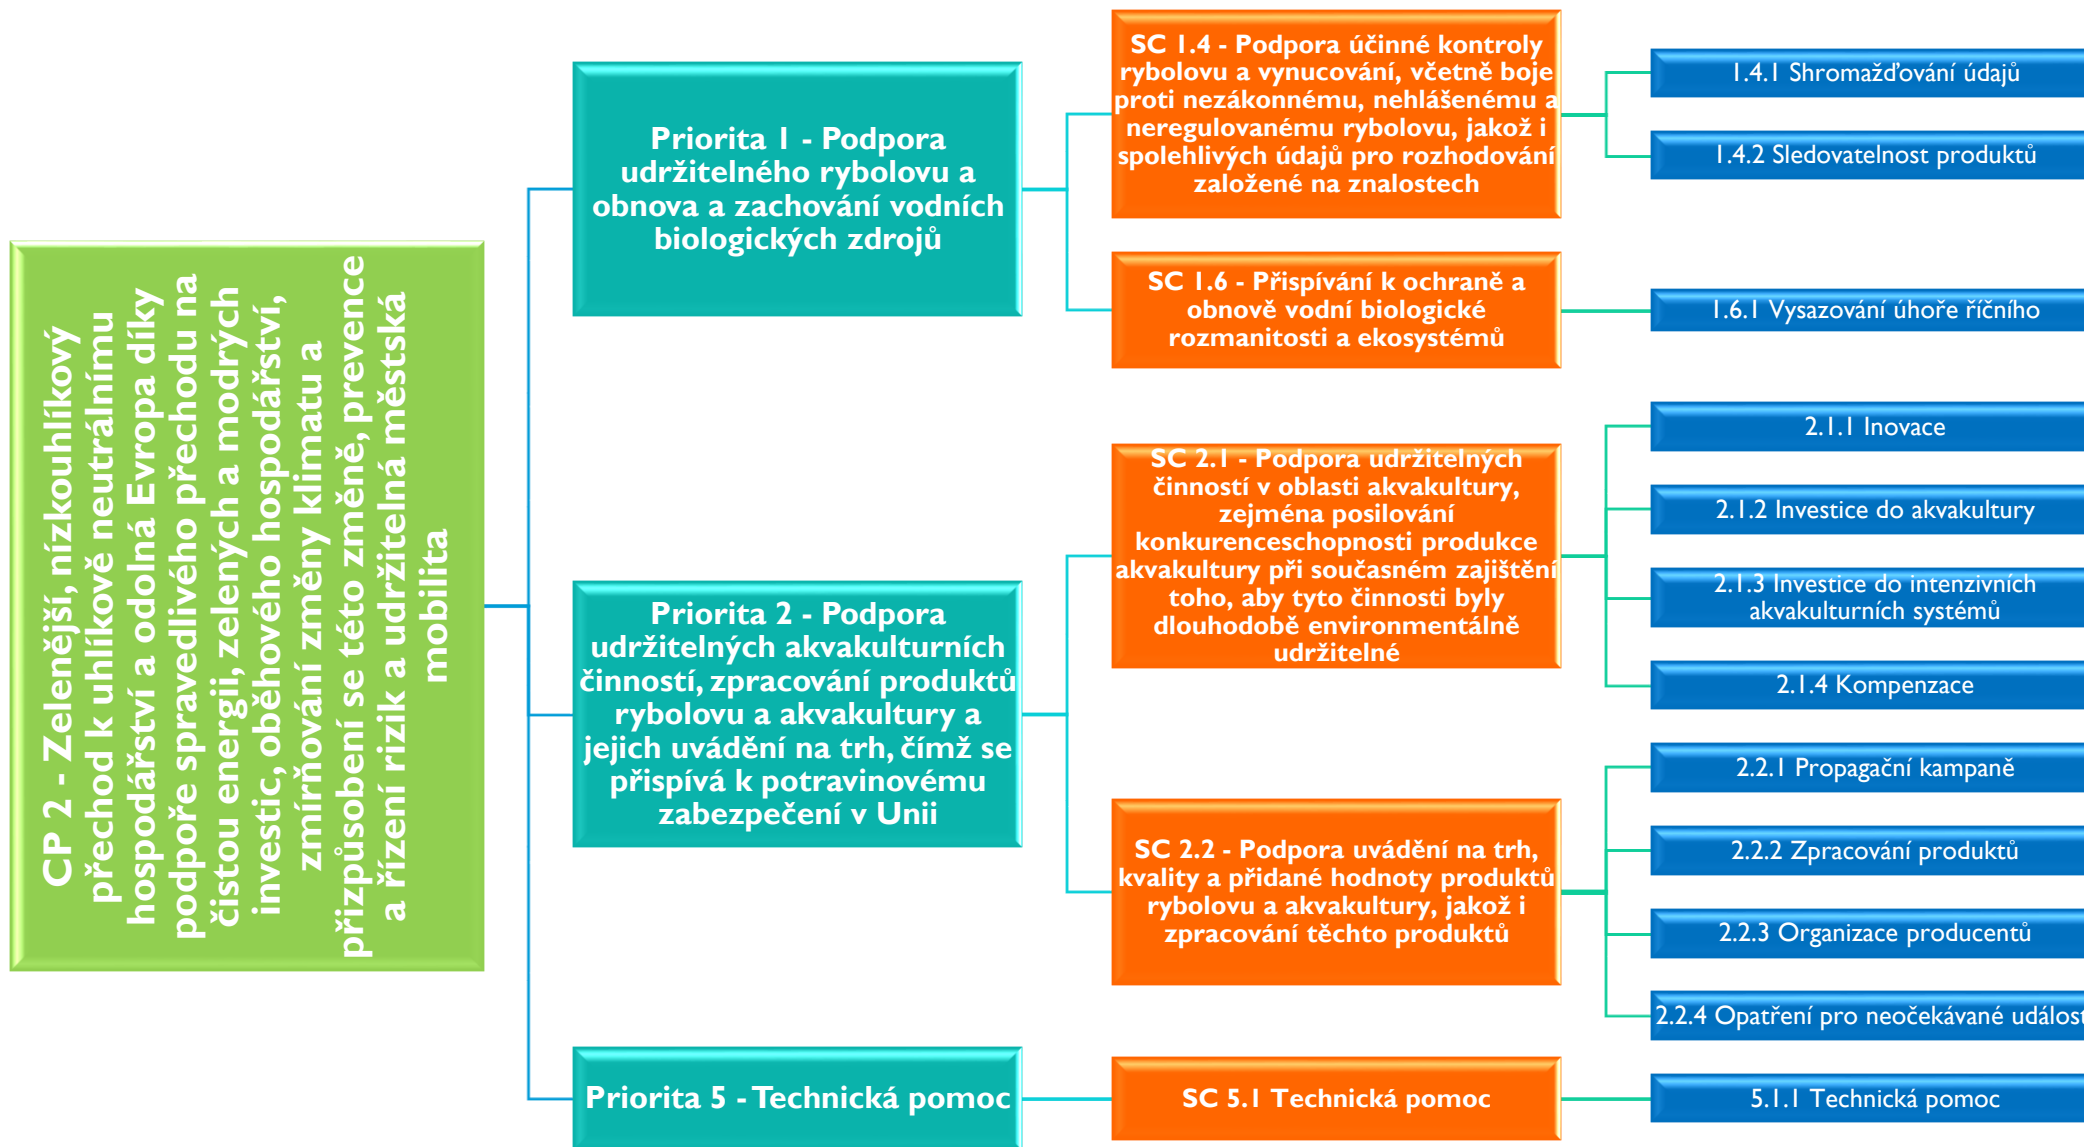 CP 2 - Zelenější, nízkouhlíkový
přechod k uhlíkově neutrálnímu
hospodářství a odolná Evropa díky
podpoře spravedlivého přechodu na
čistou energii, zelených a modrých
investic, oběhového hospodářství,
zmírňování změny klimatu a
přizpůsobení se této změně, prevence
a řízení rizik a udržitelná městská
mobilita
Priorita 1 - Podpora
udržitelného rybolovu a
obnova a zachování vodních
biologických zdrojů
SC 1.4 - Podpora účinné kontroly
rybolovu a vynucování, včetně boje
proti nezákonnému, nehlášenému a
neregulovanému rybolovu, jakož i
spolehlivých údajů pro rozhodování
založené na znalostech
1.4.1 Shromažďování údajů
1.4.2 Sledovatelnost produktů
SC 1.6 - Přispívání k ochraně a
obnově vodní biologické
rozmanitosti a ekosystémů
1.6.1 Vysazování úhoře říčního
Priorita 2 - Podpora
udržitelných akvakulturních
činností, zpracování produktů
rybolovu a akvakultury a
jejich uvádění na trh, čímž se
přispívá k potravinovému
zabezpečení v Unii
SC 2.1 - Podpora udržitelných
činností v oblasti akvakultury,
zejména posilování
konkurenceschopnosti produkce
akvakultury při současném zajištění
toho, aby tyto činnosti byly
dlouhodobě environmentálně
udržitelné
2.1.1 Inovace
2.1.2 Investice do akvakultury
2.1.3 Investice do intenzivních
akvakulturních systémů
2.1.4 Kompenzace
SC 2.2 - Podpora uvádění na trh,
kvality a přidané hodnoty produktů
rybolovu a akvakultury, jakož i
zpracování těchto produktů
2.2.1 Propagační kampaně
2.2.2 Zpracování produktů
2.2.3 Organizace producentů
2.2.4 Opatření pro neočekávané událost
Priorita 5 - Technická pomoc
SC 5.1 Technická pomoc
5.1.1 Technická pomoc